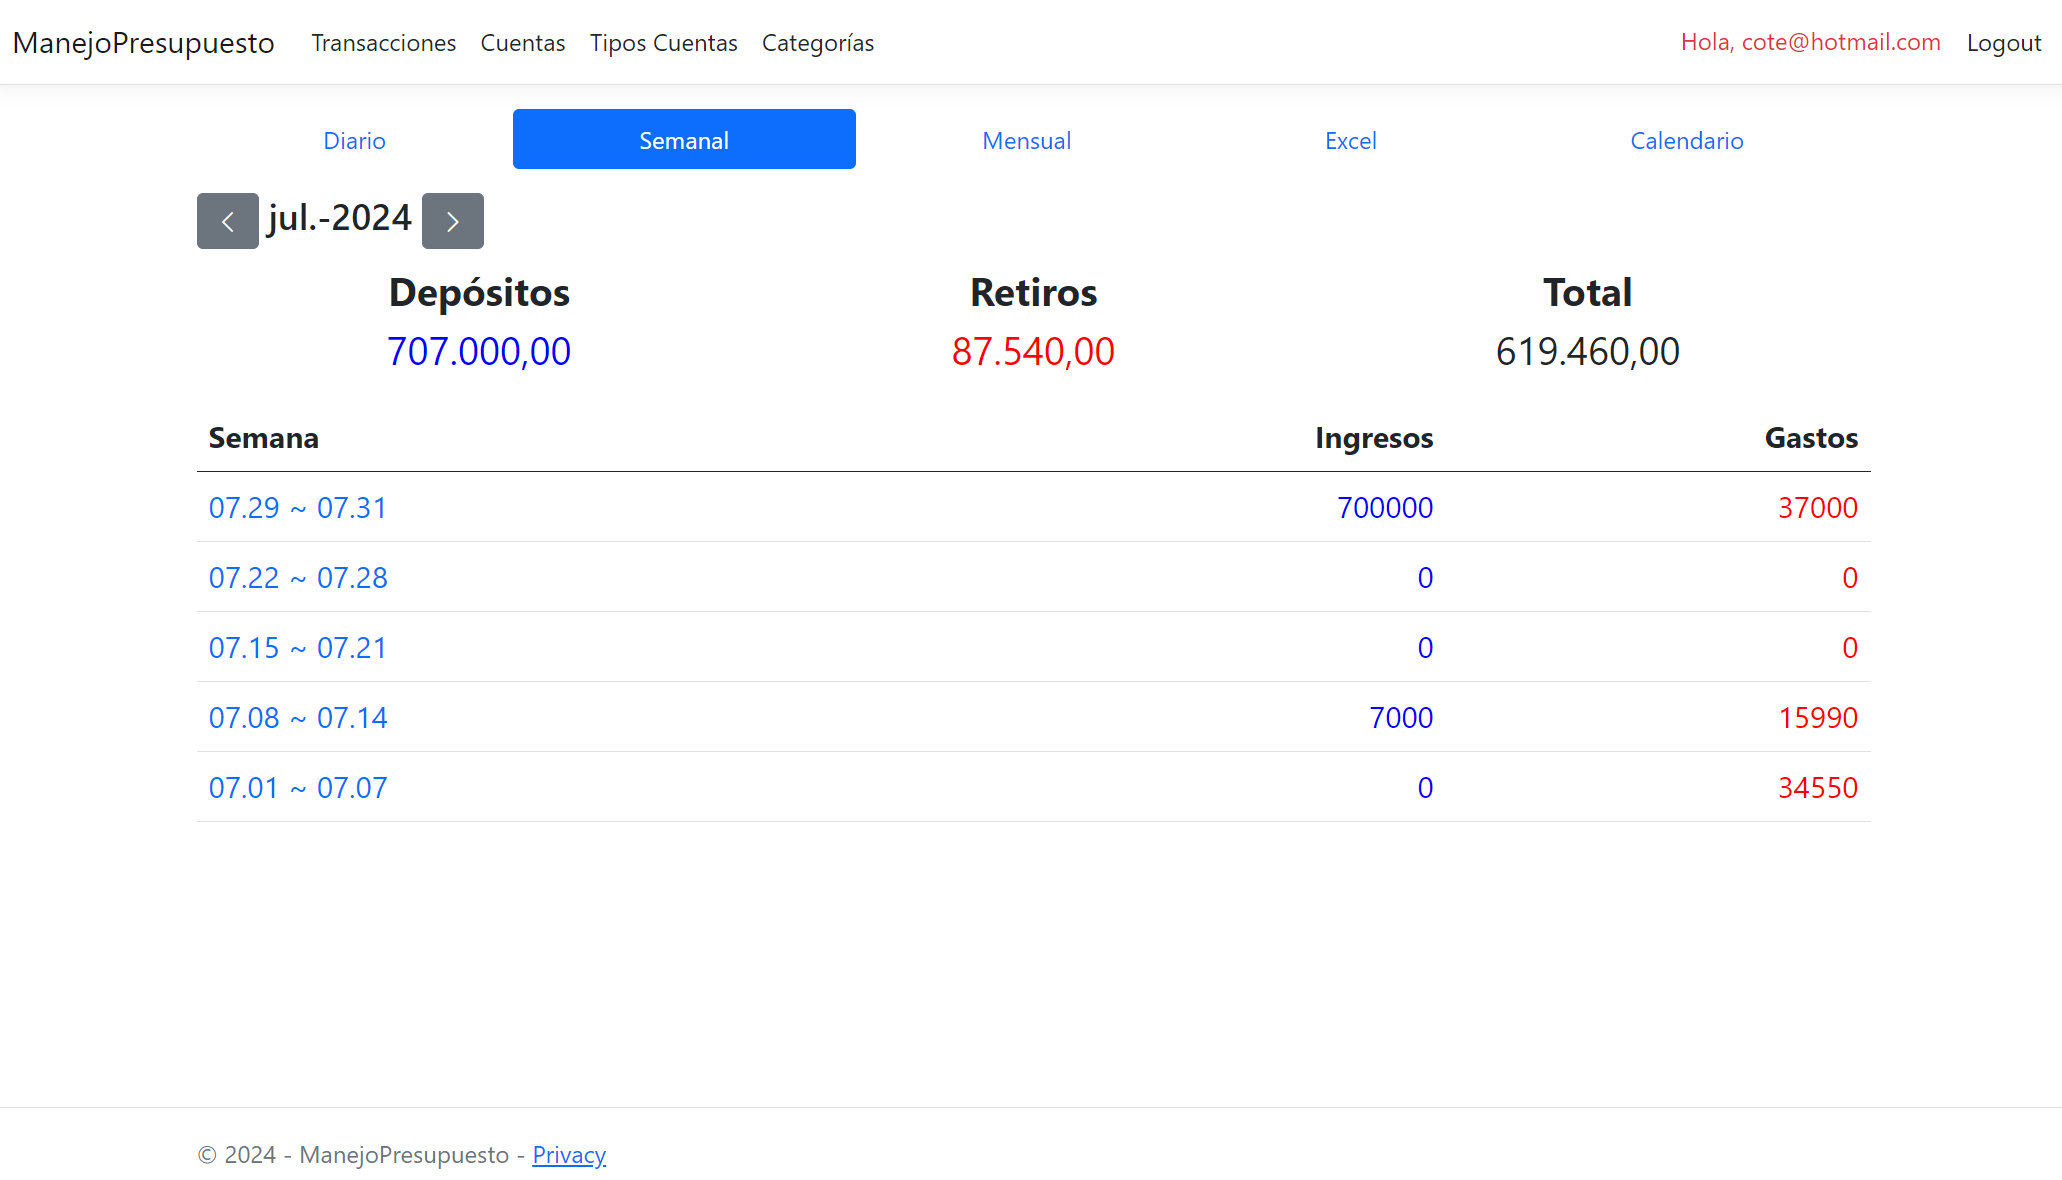 ManejoPresupuesto Transacciones Cuentas Tipos Cuentas Categorías Hola, cote@hotmail.com Logout
Diario Semanal Mensual Excel Calendario
jul.-2024
Depósitos Retiros Total
707.000,00 87.540,00 619.460,00
Semana Ingresos Gastos
07.29 ~ 07.31 700000 37000
07.22 ~ 07.28 0 0
07.15 ~ 07.21 0 0
07.08 ~ 07.14 7000 15990
07.01 ~ 07.07 0 34550
© 2024 - ManejoPresupuesto - Privacy